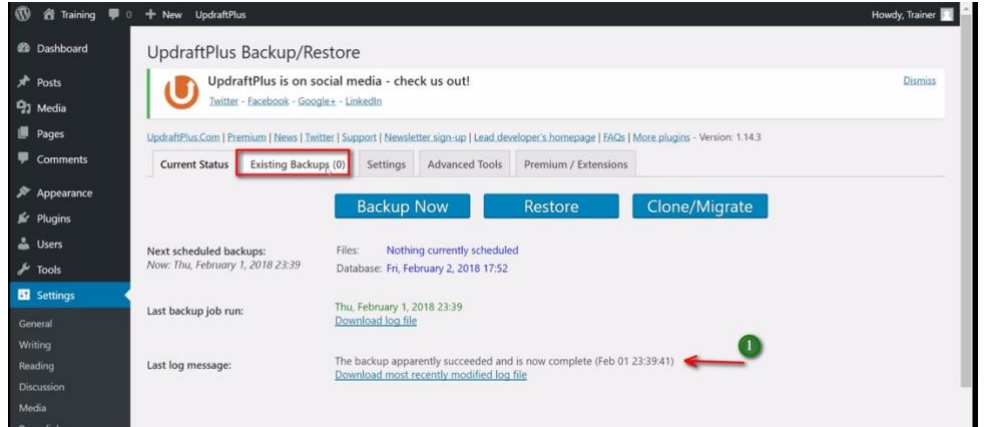 Training 0 + New UpdraftPlus Howdy, Trainer
Dashboard
Posts
Media
Pages
Comments
Appearance
Plugins
Users
Tools
Settings
General
Writing
Reading
Discussion
Media
UpdraftPlus Backup/Restore
UpdraftPlus is on social media - check us out! Dismiss
Twitter - Facebook - Google+ - LinkedIn
UpdraftPlus.Com | Premium | News | Twitter | Support | Newsletter sign-up | Lead developer's homepage | FAQs | More plugins - Version: 1.14.3
Current Status Existing Backups (0) Settings Advanced Tools Premium / Extensions
Backup Now Restore Clone/Migrate
Next scheduled backups:
Now: Thu, February 1, 2018 23:39
Files: Nothing currently scheduled
Database: Fri, February 2, 2018 17:52
Last backup job run:
Thu, February 1, 2018 23:39
Download log file
Last log message:
The backup apparently succeeded and is now complete (Feb 01 23:39:41)
Download most recently modified log file
1